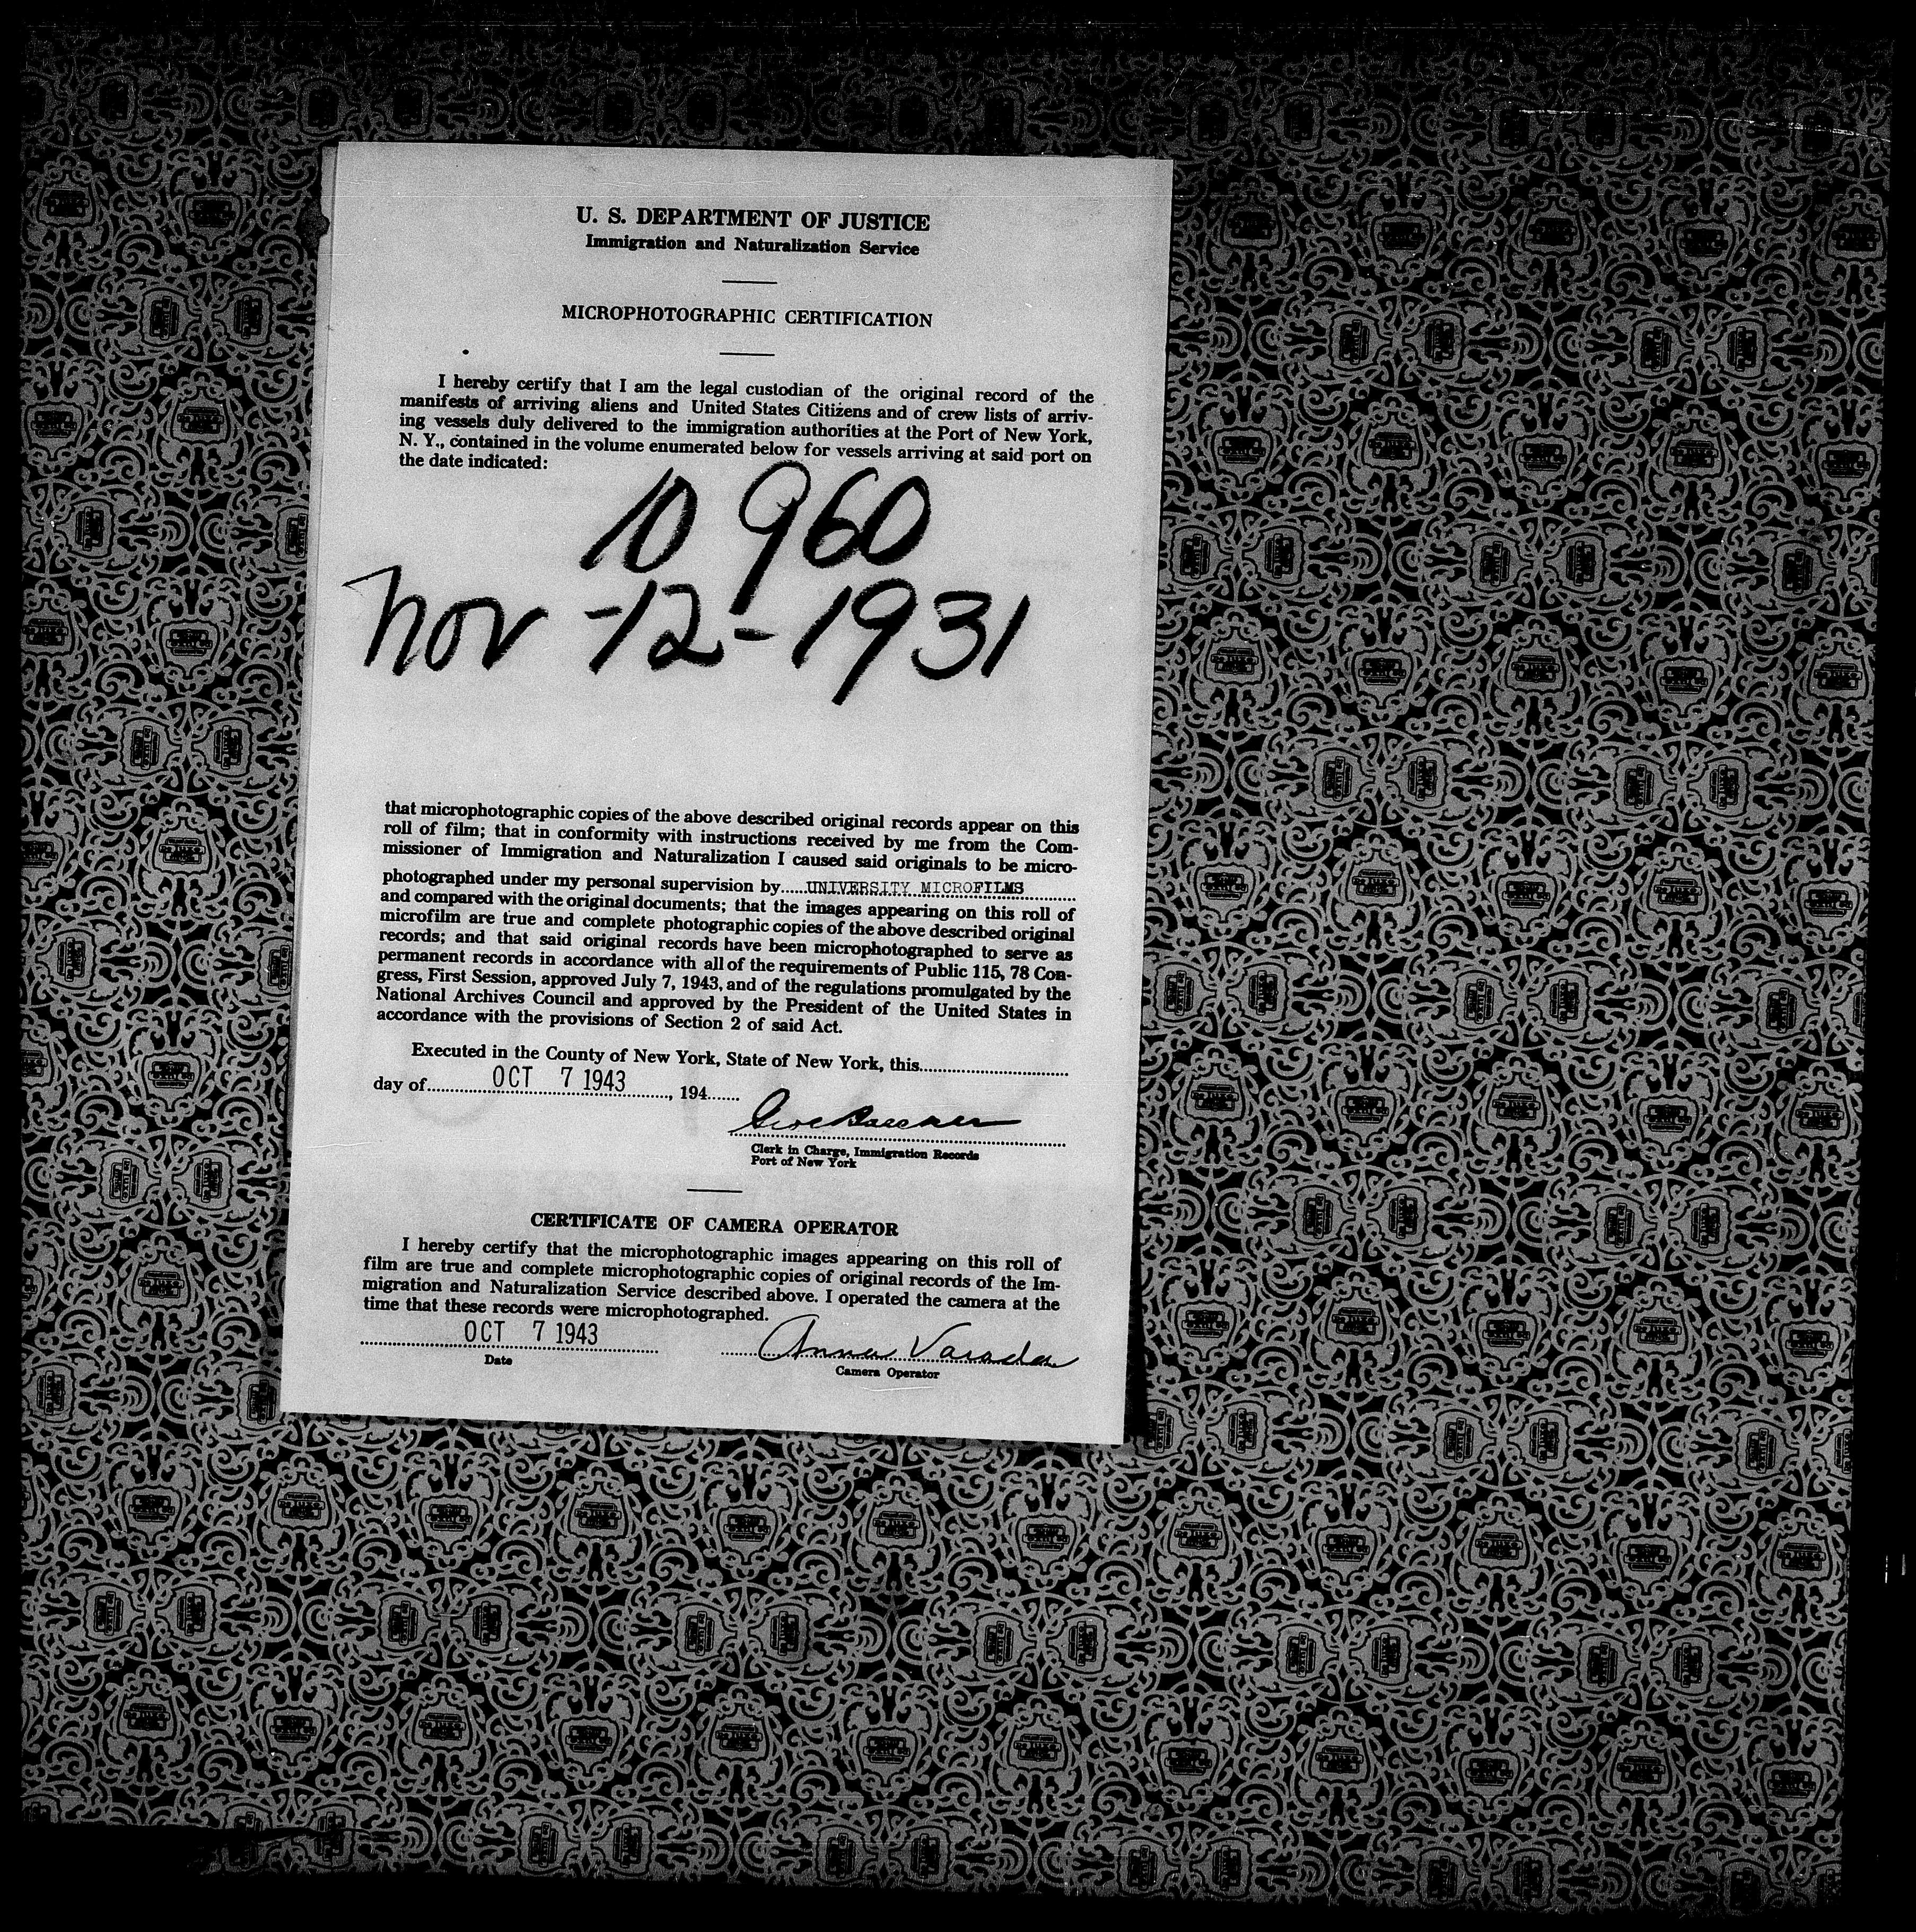 U. S. DEPARTMENT OF JUSTICE
Immigration and Naturalization Service
MICROPHOTOGRAPHIC CERTIFICATION
I hereby certify that I am the legal custodian of the original record of the
manifests of arriving aliens and United States Citizens and of crew lists of arriv-
ing vessels duly delivered to the immigration authorities at the Port of New York,
N. Y., contained in the volume enumerated below for vessels arriving at said port on
the date indicated:
10960
Nov-12-1931
that microphotographic copies of the above described original records appear on this
roll of film; that in conformity with instructions received by me from the Com-
missioner of Immigration and Naturalization I caused said originals to be micro-
photographed under my personal supervision by.....UNIVERSITY MICROFILMS
and compared with the original documents; that the images appearing on this roll of
microfilm are true and complete photographic copies of the above described original
records; and that said original records have been microphotographed to serve as
permanent records in accordance with all of the requirements of Public 115, 78 Con-
gress, First Session, approved July 7, 1943, and of the regulations promulgated by the
National Archives Council and approved by the President of the United States in
accordance with the provisions of Section 2 of said Act.
Executed in the County of New York, State of New York, this
day of OCT 7 1943, 194
Clerk in Charge, Immigration Records
Port of New York
CERTIFICATE OF CAMERA OPERATOR
I hereby certify that the microphotographic images appearing on this roll of
film are true and complete microphotographic copies of original records of the Im-
migration and Naturalization Service described above. I operated the camera at the
time that these records were microphotographed.
OCT 7 1943 Anna
Date
Camera Operator